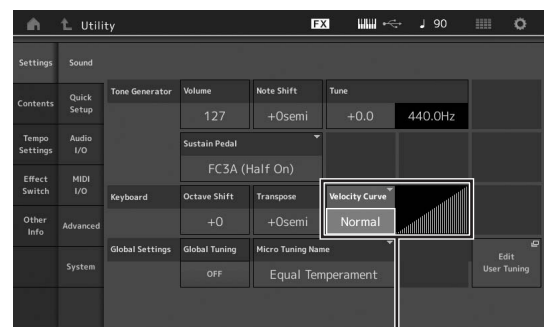 Utility
FX
♩ 90
Settings
Sound
Contents
Quick
Setup
Tempo
Settings
Audio
I/O
Effect
Switch
MIDI
I/O
Other
Info
Advanced
System
Tone Generator
Volume
127
Note Shift
+0semi
Tune
+0.0
440.0Hz
Sustain Pedal
FC3A (Half On)
Keyboard
Octave Shift
+0
Transpose
+0semi
Velocity Curve
Normal
Global Settings
Global Tuning
OFF
Micro Tuning Name
Equal Temperament
Edit
User Tuning